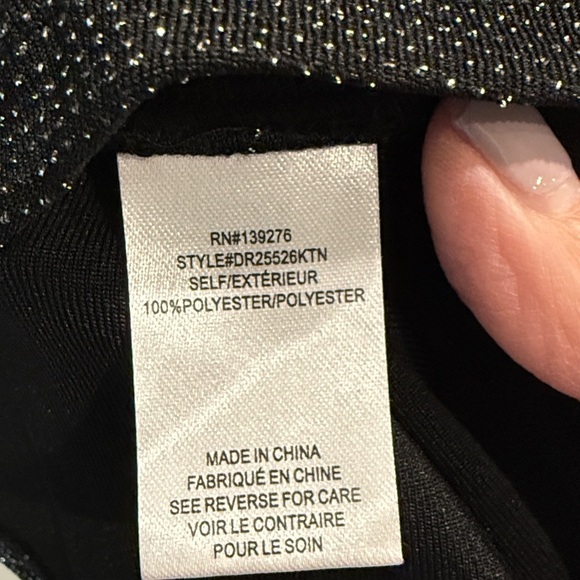 RN#139276
STYLE#DR25526KTN
SELF/EXTÉRIEUR
100%POLYESTER/POLYESTER
MADE IN CHINA
FABRIQUÉ EN CHINE
SEE REVERSE FOR CARE
VOIR LE CONTRAIRE
POUR LE SOIN